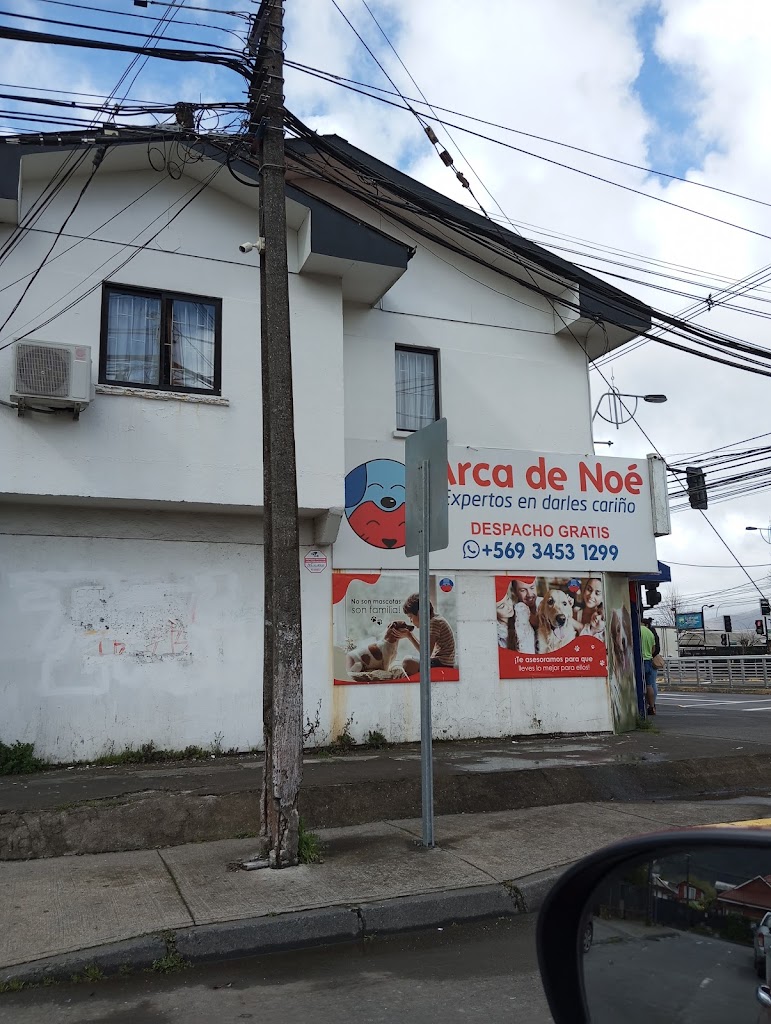 Arca de Noé
Expertos en darles cariño
DESPACHO GRATIS
+569 3453 1299
No son mascotas
son familia!
¡Te asesoramos para que
lleves lo mejor para ellos!